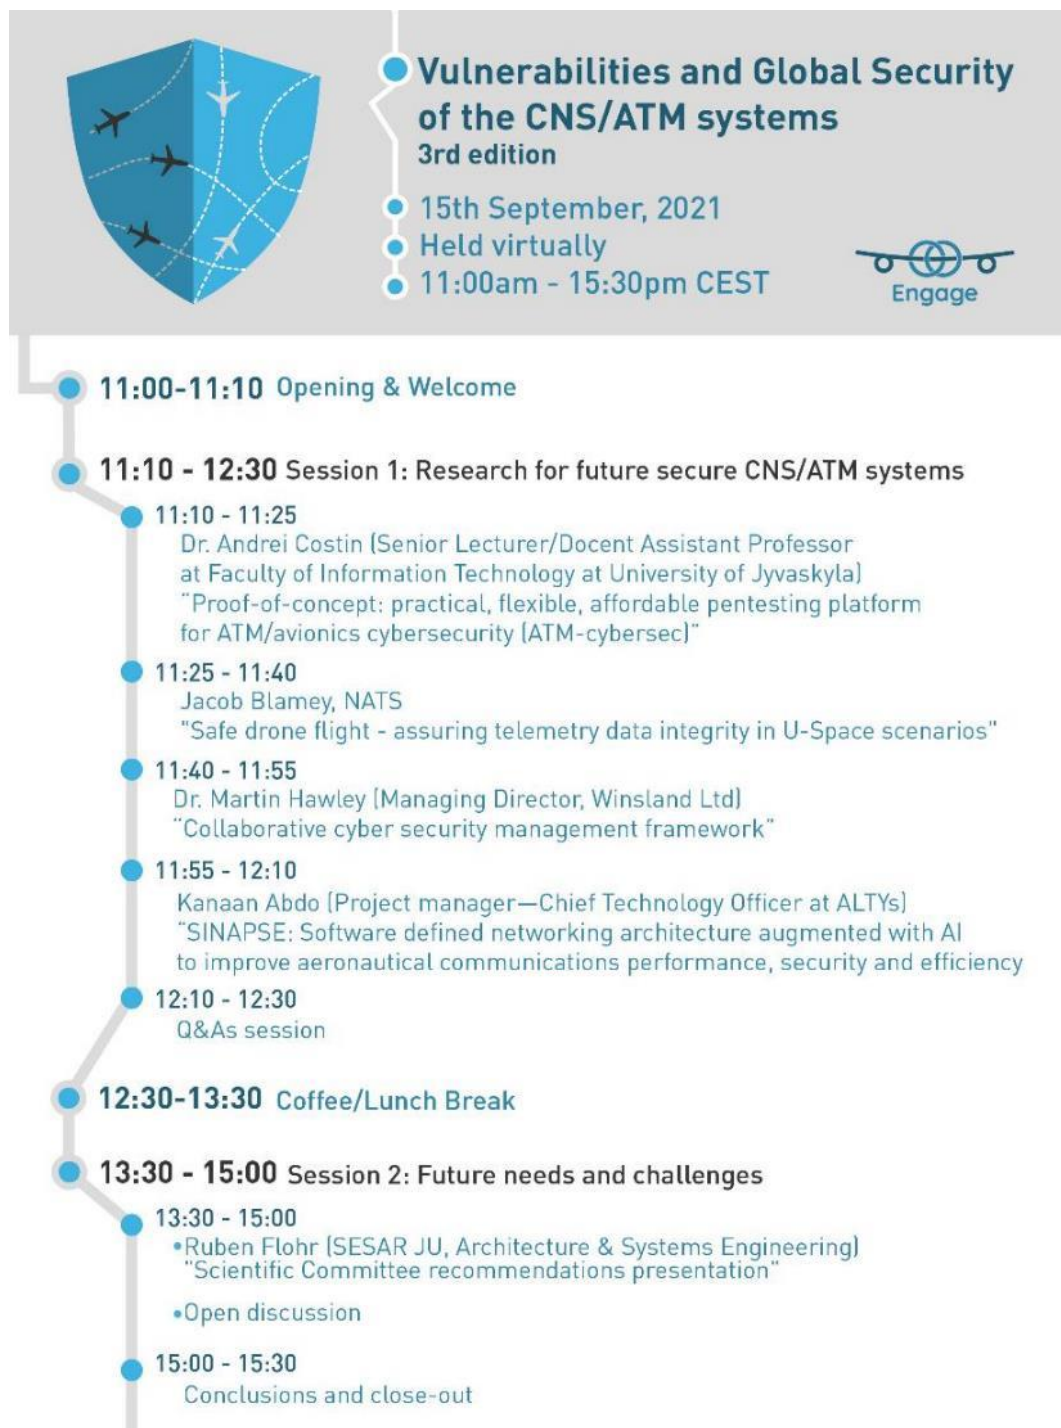 Vulnerabilities and Global Security
of the CNS/ATM systems
3rd edition
15th September, 2021
Held virtually
11:00am - 15:30pm CEST
Engage
11:00-11:10 Opening & Welcome
11:10 - 12:30 Session 1: Research for future secure CNS/ATM systems
11:10 - 11:25
Dr. Andrei Costin (Senior Lecturer/Docent Assistant Professor
at Faculty of Information Technology at University of Jyvaskyla)
"Proof-of-concept: practical, flexible, affordable pentesting platform
for ATM/avionics cybersecurity (ATM-cybersec)"
11:25 - 11:40
Jacob Blamey, NATS
"Safe drone flight - assuring telemetry data integrity in U-Space scenarios"
11:40 - 11:55
Dr. Martin Hawley (Managing Director, Winsland Ltd)
"Collaborative cyber security management framework"
11:55 - 12:10
Kanaan Abdo (Project manager—Chief Technology Officer at ALTYs)
"SINAPSE: Software defined networking architecture augmented with AI
to improve aeronautical communications performance, security and efficiency
12:10 - 12:30
Q&As session
12:30-13:30 Coffee/Lunch Break
13:30 - 15:00 Session 2: Future needs and challenges
13:30 - 15:00
•Ruben Flohr (SESAR JU, Architecture & Systems Engineering)
"Scientific Committee recommendations presentation"
•Open discussion
15:00 - 15:30
Conclusions and close-out